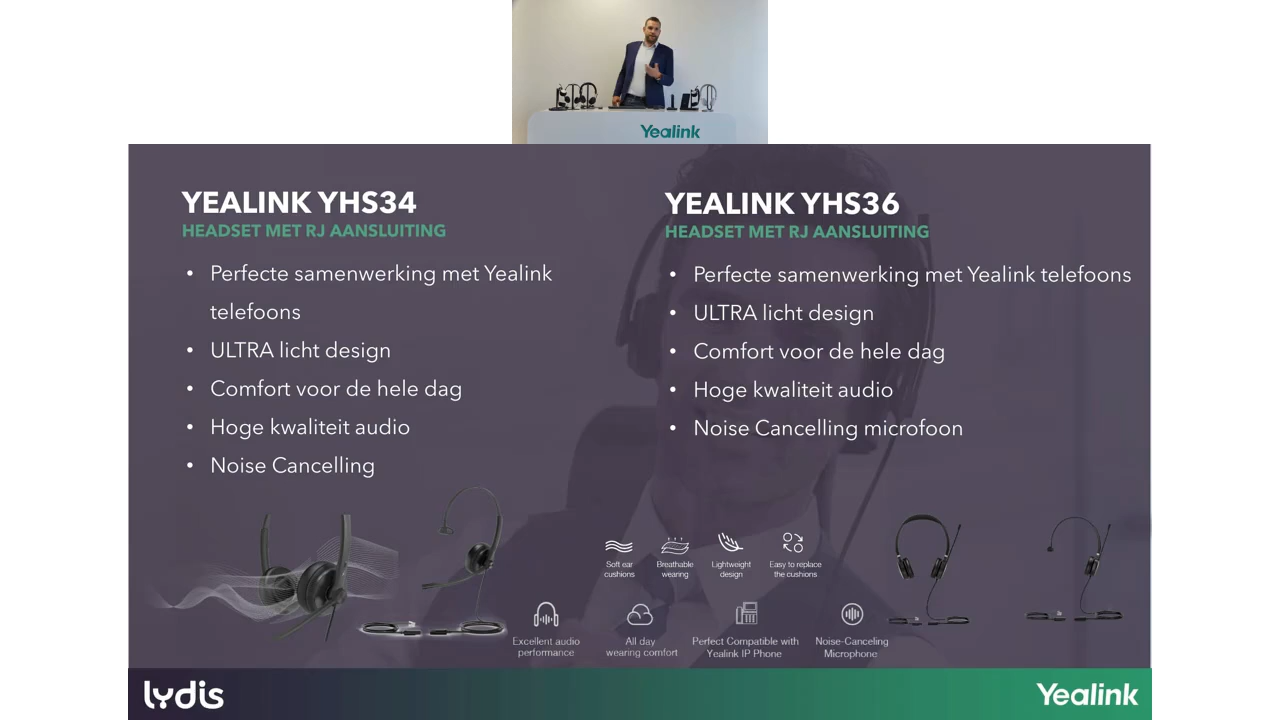 Yealink
YEALINK YHS34
HEADSET MET RJ AANSLUITING
• Perfecte samenwerking met Yealink
telefoons
• ULTRA licht design
• Comfort voor de hele dag
• Hoge kwaliteit audio
• Noise Cancelling
YEALINK YHS36
HEADSET MET RJ AANSLUITING
• Perfecte samenwerking met Yealink telefoons
• ULTRA licht design
• Comfort voor de hele dag
• Hoge kwaliteit audio
• Noise Cancelling microfoon
Soft ear
cushions
Breathable
wearing
Lightweight
design
Easy to replace
the cushions
Excellent audio
performance
All day
wearing comfort
Perfect Compatible with
Yealink IP Phone
Noise-Canceling
Microphone
lydis
Yealink